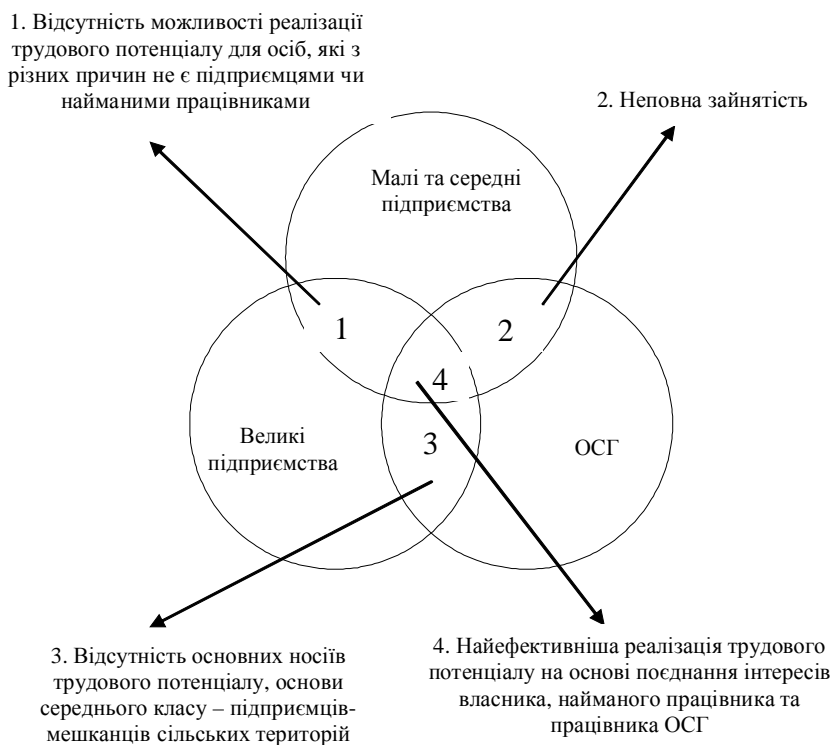 1. Відсутність можливості реалізації
трудового потенціалу для осіб, які з
різних причин не є підприємцями чи
найманими працівниками
2. Неповна зайнятість
Малі та середні
підприємства
1
2
4
3
Великі
підприємства
ОСГ
3. Відсутність основних носіїв
трудового потенціалу, основи
середнього класу – підприємців-
мешканців сільських територій
4. Найефективніша реалізація трудового
потенціалу на основі поєднання інтересів
власника, найманого працівника та
працівника ОСГ